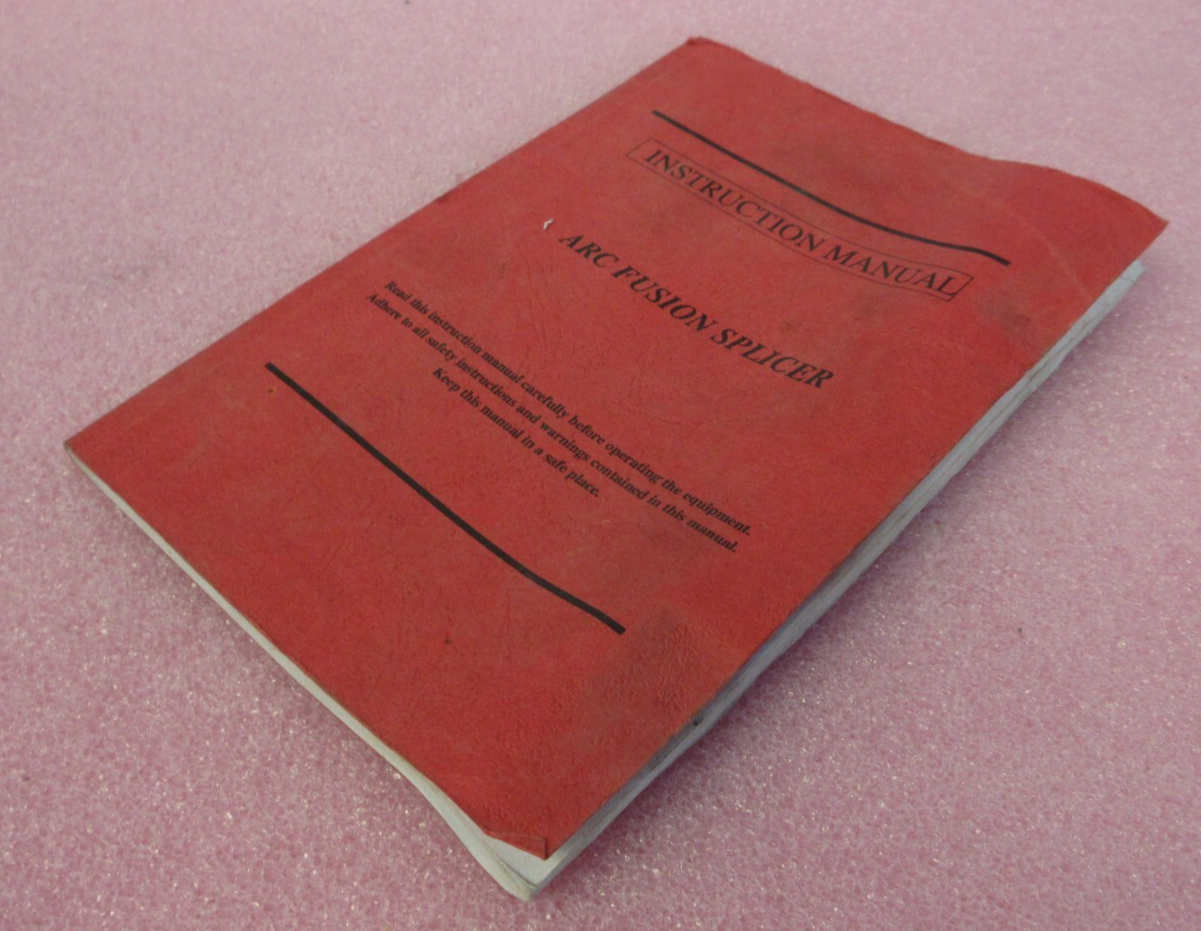 INSTRUCTION MANUAL
ARC FUSION SPLICER
Read this instruction manual carefully before operating the equipment.
Adhere to all safety instructions and warnings contained in this manual.
Keep this manual in a safe place.